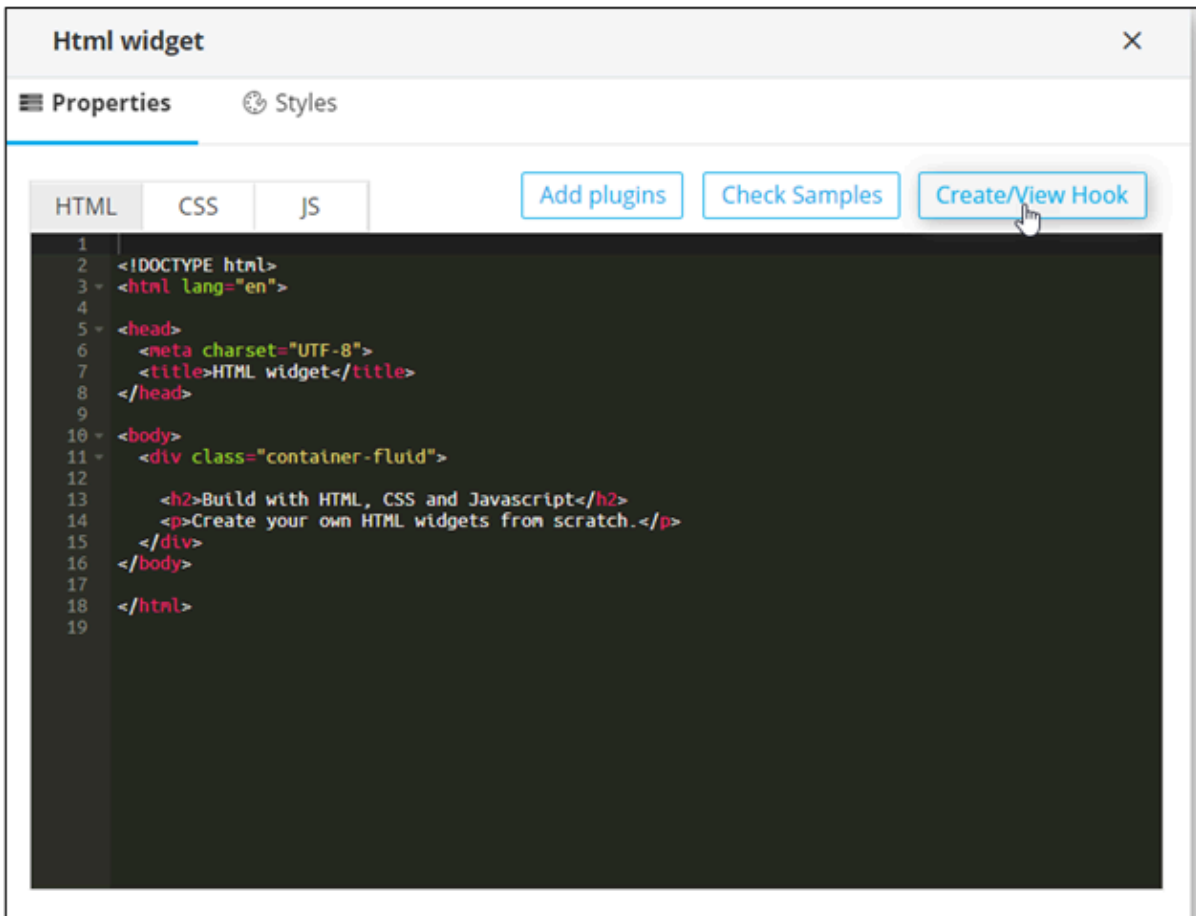 Html widget ×
Properties Styles
HTML CSS JS Add plugins Check Samples Create/View Hook
1
2 <!DOCTYPE html>
3 <html lang="en">
4
5 <head>
6   <meta charset="UTF-8">
7   <title>HTML widget</title>
8 </head>
9
10 <body>
11   <div class="container-fluid">
12
13     <h2>Build with HTML, CSS and Javascript</h2>
14     <p>Create your own HTML widgets from scratch.</p>
15   </div>
16 </body>
17
18 </html>
19